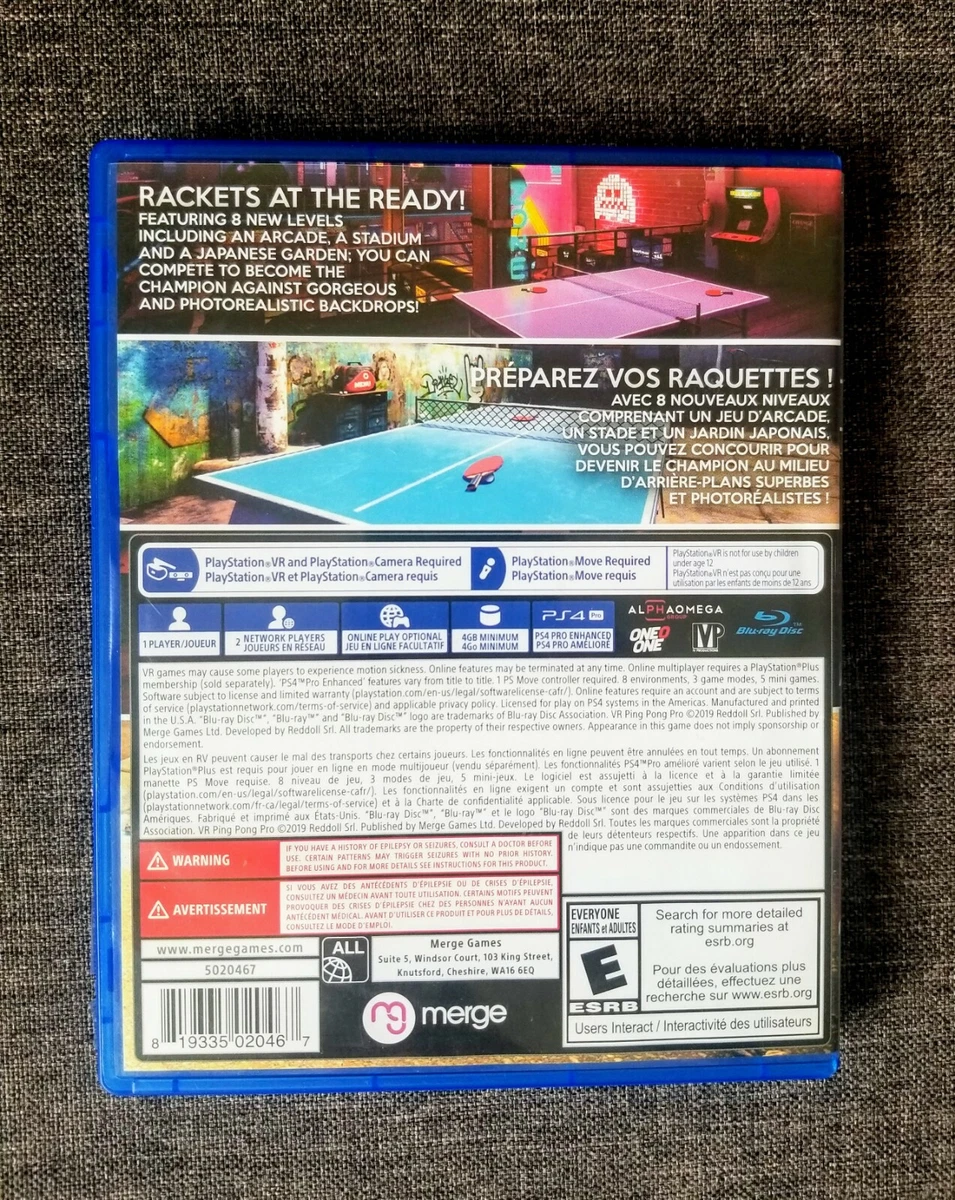 RACKETS AT THE READY!
FEATURING 8 NEW LEVELS
INCLUDING AN ARCADE, A STADIUM
AND A JAPANESE GARDEN; YOU CAN
COMPETE TO BECOME THE
CHAMPION AGAINST GORGEOUS
AND PHOTOREALISTIC BACKDROPS!
PRÉPAREZ VOS RAQUETTES !
AVEC 8 NOUVEAUX NIVEAUX
COMPRENANT UN JEU D'ARCADE,
UN STADE ET UN JARDIN JAPONAIS,
VOUS POUVEZ CONCOURIR POUR
DEVENIR LE CHAMPION AU MILIEU
D'ARRIÈRE-PLANS SUPERBES
ET PHOTORÉALISTES !
MENU
PlayStation®VR and PlayStation®Camera Required
PlayStation®VR et PlayStation®Camera requis
PlayStation®Move Required
PlayStation®Move requis
PlayStation®VR is not for use by children
under age 12
PlayStation®VR n'est pas conçu pour une
utilisation par les enfants de moins de 12 ans
1 PLAYER/JOUEUR
2 NETWORK PLAYERS
JOUEURS EN RÉSEAU
ONLINE PLAY OPTIONAL
JEU EN LIGNE FACULTATIF
4GB MINIMUM
4Go MINIMUM
PS4 Pro
PS4 PRO ENHANCED
PS4 PRO AMÉLIORÉ
ALPHAOMEGA
GROUP
ONE O ONE
VP
Blu-ray Disc™
VR games may cause some players to experience motion sickness. Online features may be terminated at any time. Online multiplayer requires a PlayStation®Plus
membership (sold separately). 'PS4™Pro Enhanced' features vary from title to title. 1 PS Move controller required. 8 environments, 3 game modes, 5 mini games.
Software subject to license and limited warranty (playstation.com/en-us/legal/softwarelicense-cafr/). Online features require an account and are subject to terms
of service (playstationnetwork.com/terms-of-service) and applicable privacy policy. Licensed for play on PS4 systems in the Americas. Manufactured and printed
in the U.S.A. "Blu-ray Disc™", "Blu-ray™" and "Blu-ray Disc™" logo are trademarks of Blu-ray Disc Association. VR Ping Pong Pro ©2019 Reddoll Srl. Published by
Merge Games Ltd. Developed by Reddoll Srl. All trademarks are the property of their respective owners. Appearance in this game does not imply sponsorship or
endorsement.
Les jeux en RV peuvent causer le mal des transports chez certains joueurs. Les fonctionnalités en ligne peuvent être annulées en tout temps. Un abonnement
PlayStation®Plus est requis pour jouer en ligne en mode multijoueur (vendu séparément). Les fonctionnalités PS4™Pro amélioré varient selon le jeu utilisé. 1
manette PS Move requise. 8 niveau de jeu, 3 modes de jeu, 5 mini-jeux. Le logiciel est assujetti à la licence et à la garantie limitée
(playstation.com/en-us/legal/softwarelicense-cafr/). Les fonctionnalités en ligne exigent un compte et sont assujetties aux Conditions d'utilisation
(playstationnetwork.com/fr-ca/legal/terms-of-service) et à la Charte de confidentialité applicable. Sous licence pour le jeu sur les systèmes PS4 dans les
Amériques. Fabriqué et imprimé aux États-Unis. "Blu-ray Disc™, "Blu-ray™" et le logo "Blu-ray Disc™" sont des marques commerciales de Blu-ray Disc
Association. VR Ping Pong Pro ©2019 Reddoll Srl. Published by Merge Games Ltd. Developed by Reddoll Srl. Toutes les marques commerciales sont la propriété
de leurs détenteurs respectifs. Une apparition dans ce jeu
n'indique pas une commandite ou un endossement.
WARNING
IF YOU HAVE A HISTORY OF EPILEPSY OR SEIZURES, CONSULT A DOCTOR BEFORE
USE. CERTAIN PATTERNS MAY TRIGGER SEIZURES WITH NO PRIOR HISTORY.
BEFORE USING AND FOR MORE DETAILS SEE INSTRUCTIONS FOR THIS PRODUCT.
AVERTISSEMENT
SI VOUS AVEZ DES ANTÉCÉDENTS D'ÉPILEPSIE OU DE CRISES D'ÉPILEPSIE,
CONSULTEZ UN MÉDECIN AVANT TOUTE UTILISATION. CERTAINS MOTIFS PEUVENT
PROVOQUER DES CRISES D'ÉPILEPSIE CHEZ DES PERSONNES N'AYANT AUCUN
ANTÉCÉDENT MÉDICAL. AVANT D'UTILISER CE PRODUIT ET POUR PLUS DE DÉTAILS,
CONSULTEZ LE MODE D'EMPLOI.
www.mergegames.com
5020467
8 19335 02046 7
ALL
Merge Games
Suite 5, Windsor Court, 103 King Street,
Knutsford, Cheshire, WA16 6EQ
mg merge
EVERYONE
ENFANTS et ADULTES
E
ESRB
Search for more detailed
rating summaries at
esrb.org
Pour des évaluations plus
détaillées, effectuez une
recherche sur www.esrb.org
Users Interact / Interactivité des utilisateurs